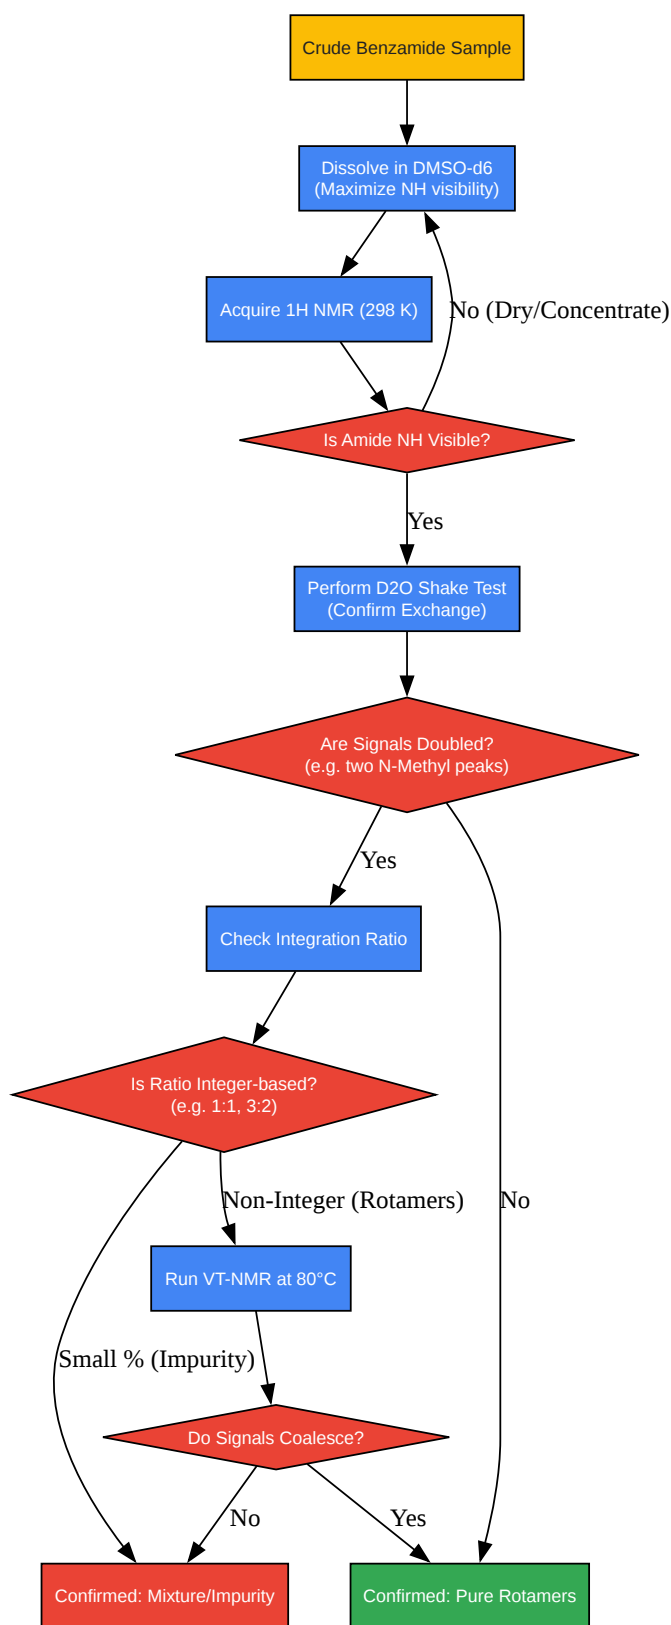 Crude Benzamide Sample
Dissolve in DMSO-d6
(Maximize NH visibility)
Acquire 1H NMR (298 K)
No (Dry/Concentrate)
Is Amide NH Visible?
Yes
Perform D2O Shake Test
(Confirm Exchange)
Are Signals Doubled?
(e.g. two N-Methyl peaks)
Yes
Check Integration Ratio
Is Ratio Integer-based?
(e.g. 1:1, 3:2)
Non-Integer (Rotamers)
No
Run VT-NMR at 80°C
Small % (Impurity)
Do Signals Coalesce?
No
Yes
Confirmed: Mixture/Impurity
Confirmed: Pure Rotamers